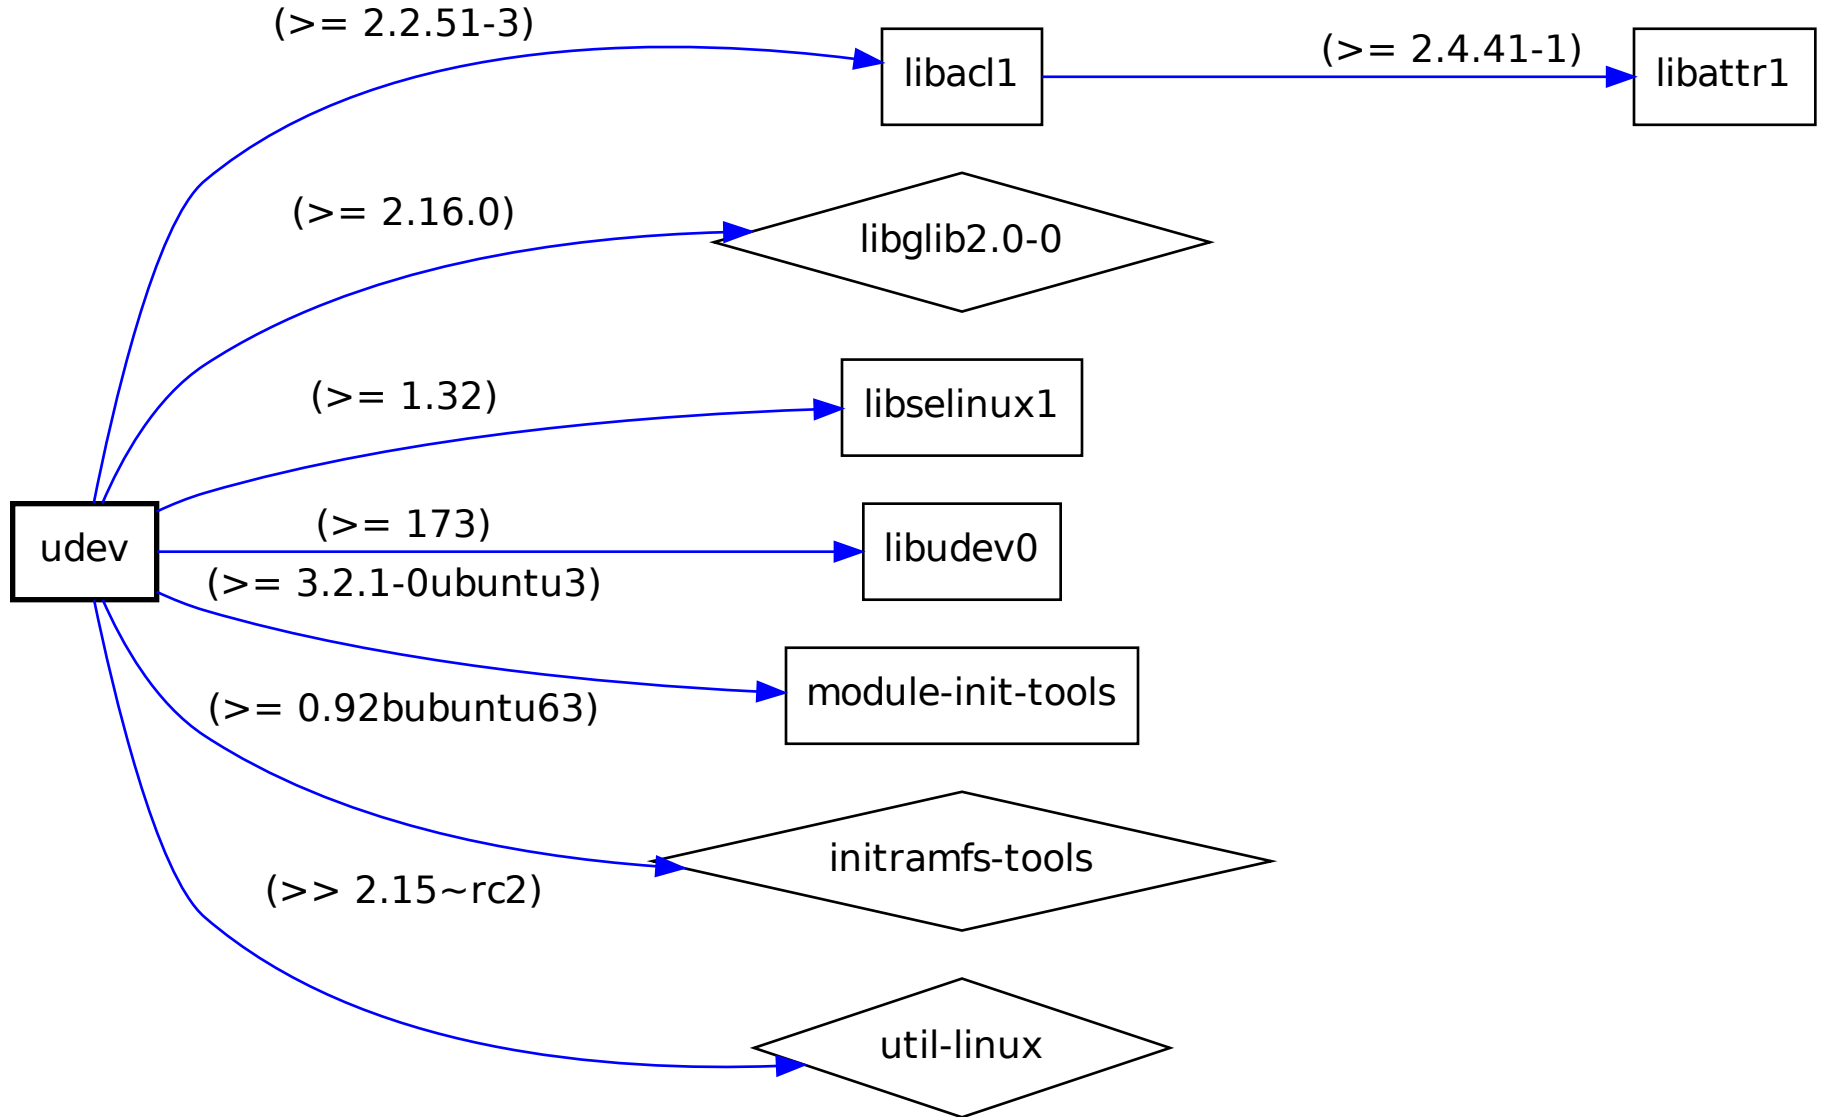 (>= 2.2.51-3)
libacl1
(>= 2.4.41-1)
libattr1
(>= 2.16.0)
libglib2.0-0
(>= 1.32)
libselinux1
udev
(>= 173)
libudev0
(>= 3.2.1-0ubuntu3)
module-init-tools
(>= 0.92bubuntu63)
initramfs-tools
(>> 2.15~rc2)
util-linux